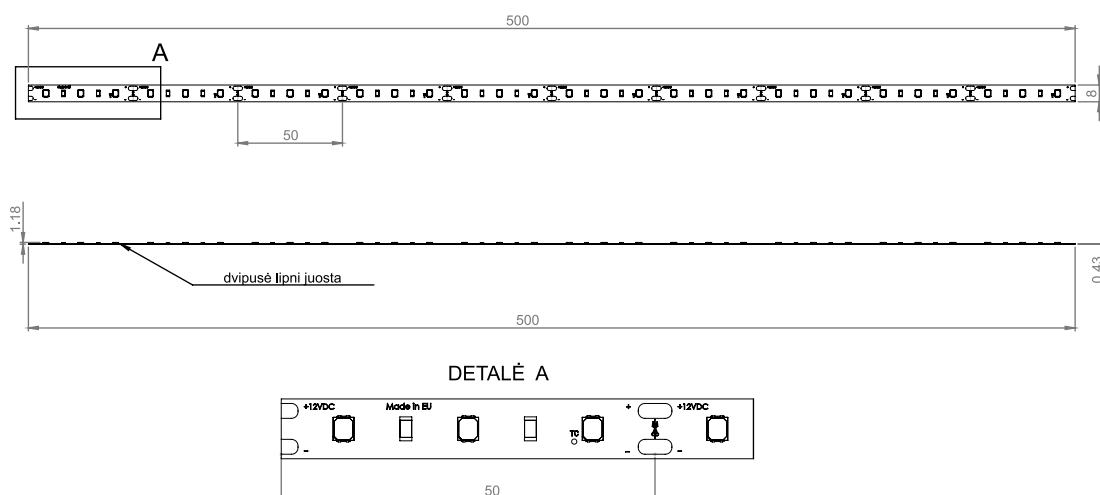 500
A
8
50
1.18
dvipusė lipni juosta
0.43
500
DETALĖ A
+12VDC Made in EU + +12VDC
TC
- - -
50